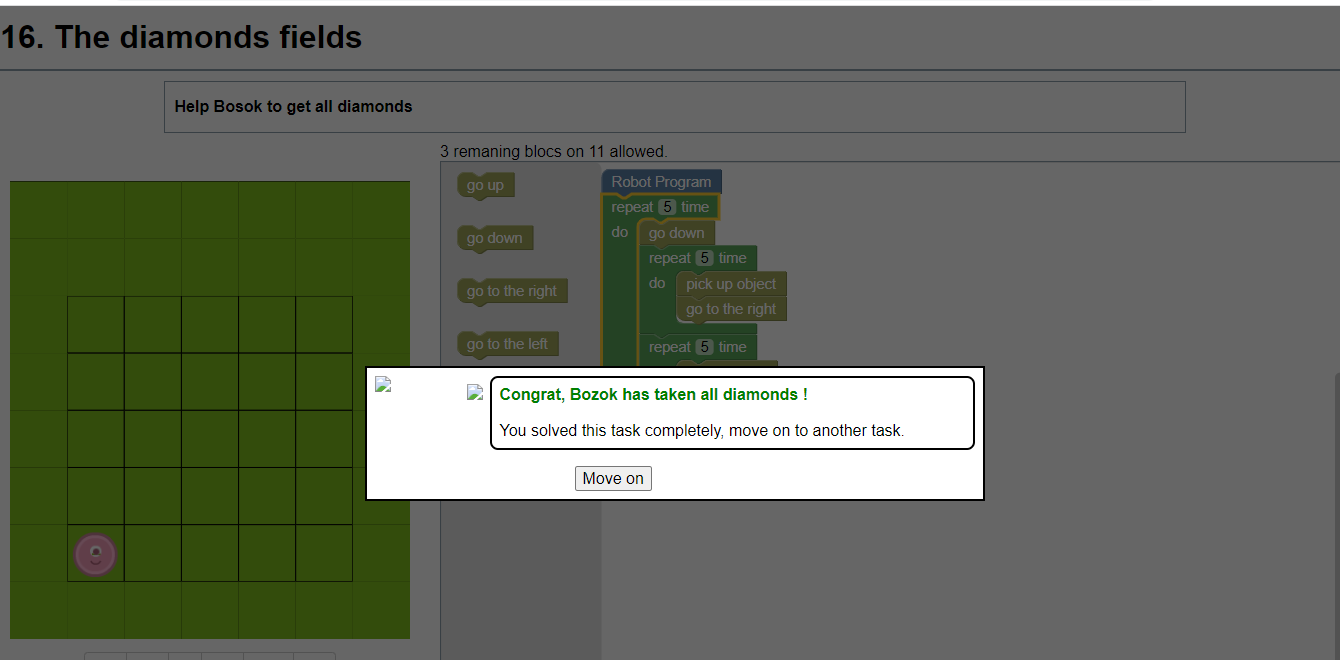 16. The diamonds fields
Help Bosok to get all diamonds
3 remaning blocs on 11 allowed.
go up
go down
go to the right
go to the left
Robot Program
repeat 5 time
do go down
repeat 5 time
do pick up object
go to the right
repeat 5 time
Congrat, Bozok has taken all diamonds !
You solved this task completely, move on to another task.
Move on